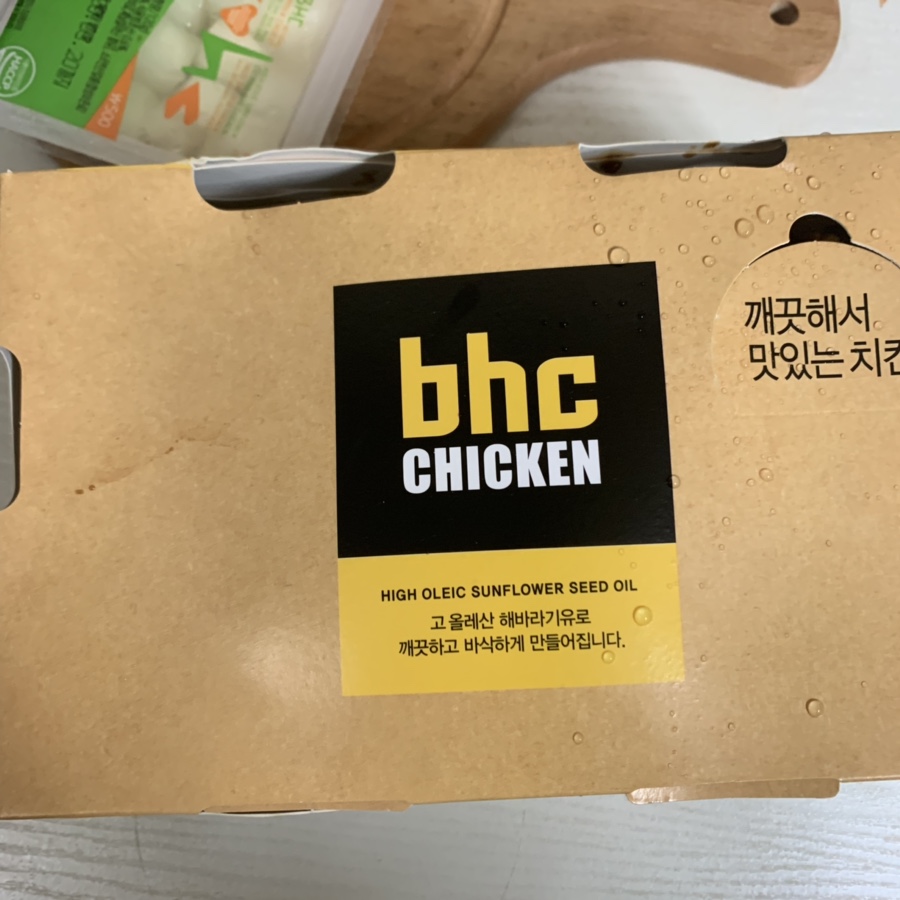 HACCP
₩500
깨끗해서
맛있는 치킨
bhc
CHICKEN
HIGH OLEIC SUNFLOWER SEED OIL
고올레산 해바라기유로
깨끗하고 바삭하게 만들어집니다.